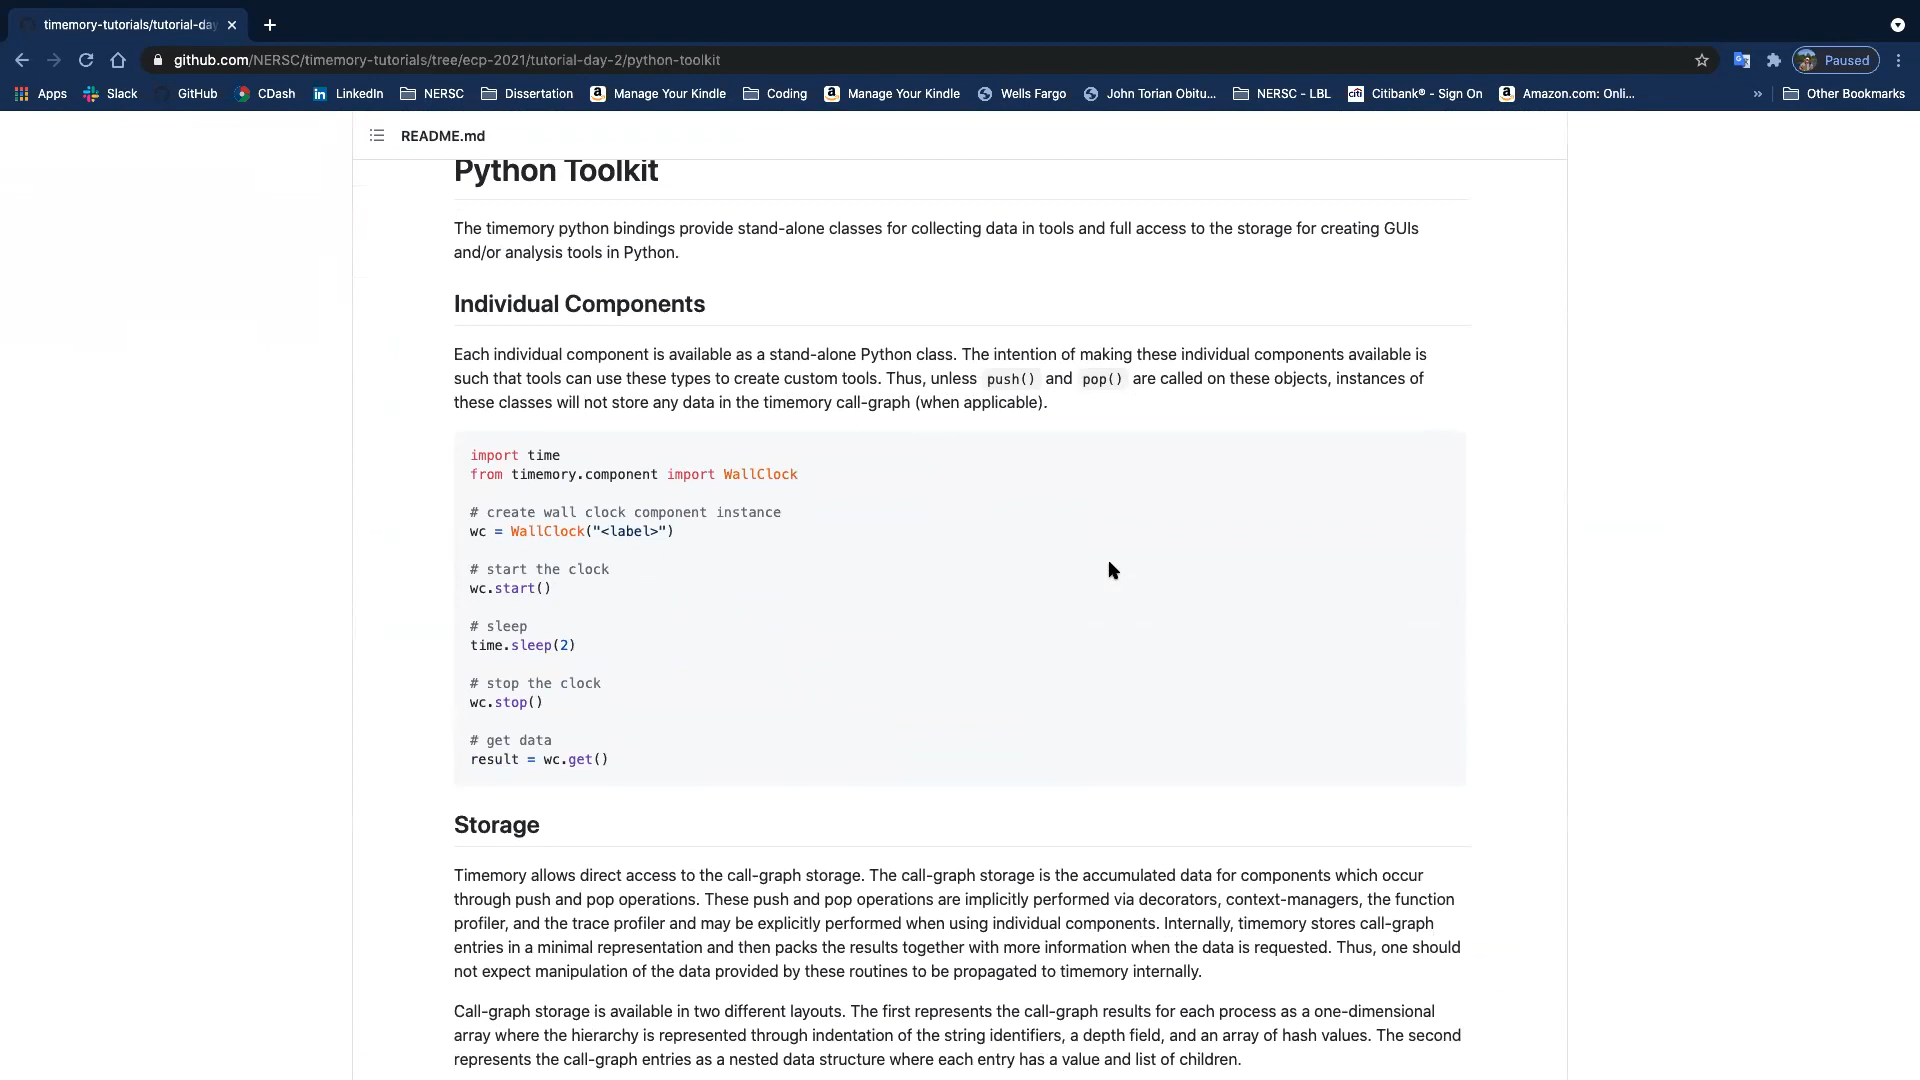 timemory-tutorials/tutorial-da
github.com/NERSC/timemory-tutorials/tree/ecp-2021/tutorial-day-2/python-toolkit
Paused
Apps Slack GitHub CDash LinkedIn NERSC Dissertation Manage Your Kindle Coding Manage Your Kindle Wells Fargo John Torian Obitu... NERSC - LBL Citibank® - Sign On Amazon.com: Onli... » Other Bookmarks
README.md
Python Toolkit
The timemory python bindings provide stand-alone classes for collecting data in tools and full access to the storage for creating GUIs
and/or analysis tools in Python.
Individual Components
Each individual component is available as a stand-alone Python class. The intention of making these individual components available is
such that tools can use these types to create custom tools. Thus, unless push() and pop() are called on these objects, instances of
these classes will not store any data in the timemory call-graph (when applicable).
import time
from timemory.component import WallClock
# create wall clock component instance
wc = WallClock("<label>")
# start the clock
wc.start()
# sleep
time.sleep(2)
# stop the clock
wc.stop()
# get data
result = wc.get()
Storage
Timemory allows direct access to the call-graph storage. The call-graph storage is the accumulated data for components which occur
through push and pop operations. These push and pop operations are implicitly performed via decorators, context-managers, the function
profiler, and the trace profiler and may be explicitly performed when using individual components. Internally, timemory stores call-graph
entries in a minimal representation and then packs the results together with more information when the data is requested. Thus, one should
not expect manipulation of the data provided by these routines to be propagated to timemory internally.
Call-graph storage is available in two different layouts. The first represents the call-graph results for each process as a one-dimensional
array where the hierarchy is represented through indentation of the string identifiers, a depth field, and an array of hash values. The second
represents the call-graph entries as a nested data structure where each entry has a value and list of children.